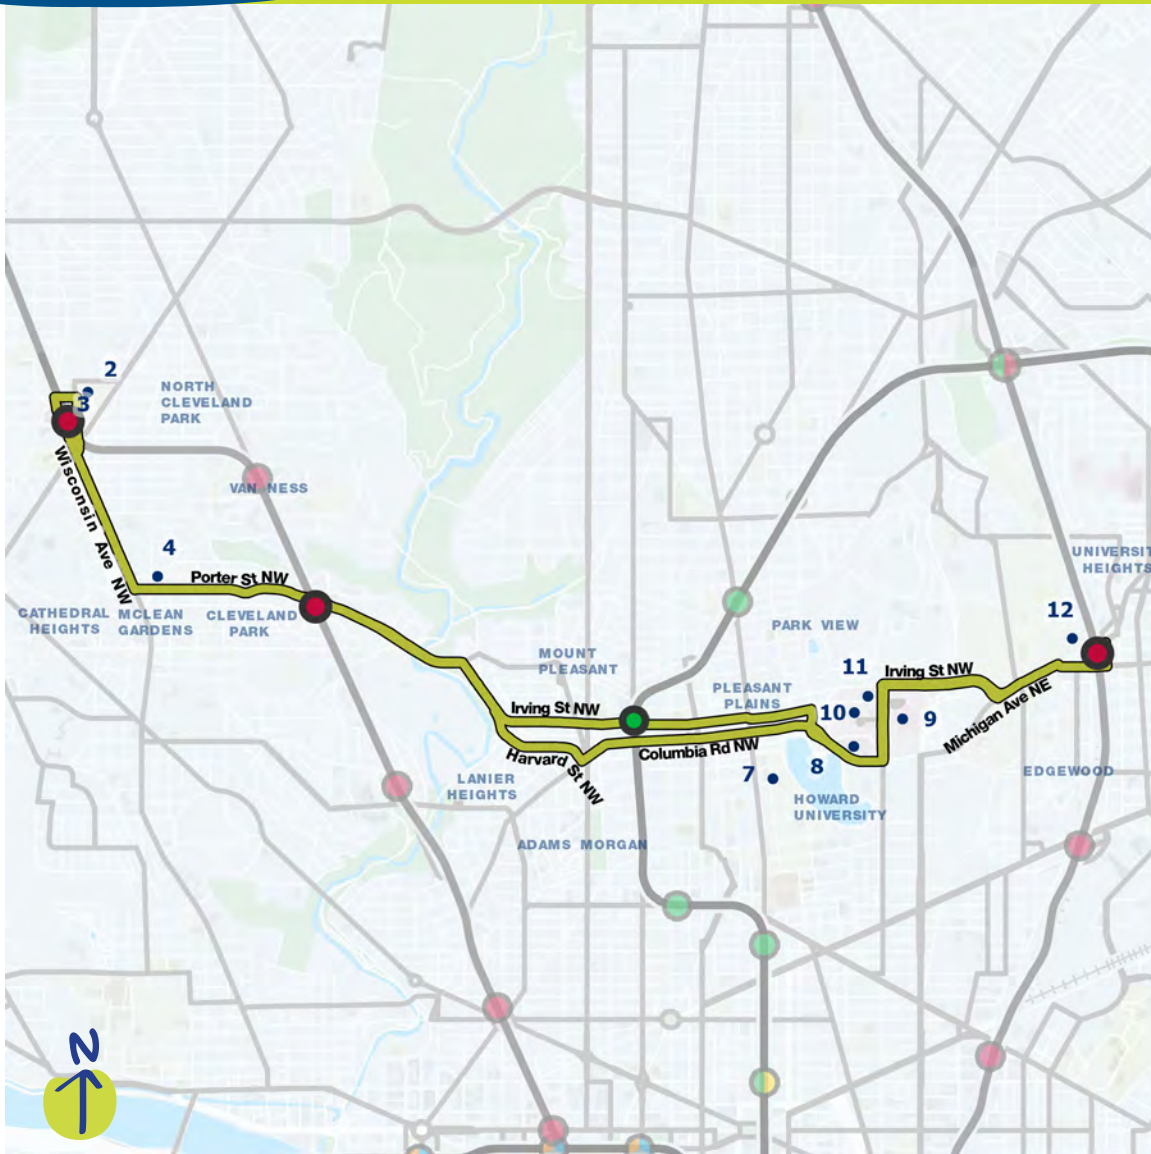 2
3
NORTH
CLEVELAND
PARK
Wisconsin Ave NW
VAN NESS
4
Porter St NW
CATHEDRAL
HEIGHTS
MCLEAN
GARDENS
CLEVELAND
PARK
UNIVERSIT
HEIGHTS
12
PARK VIEW
MOUNT
PLEASANT
11
Irving St NW
PLEASANT
PLAINS
Irving St NW
10
9
Michigan Ave NE
Harvard St NW
Columbia Rd NW
7
8
LANIER
HEIGHTS
EDGEWOOD
HOWARD
UNIVERSITY
ADAMS MORGAN
N